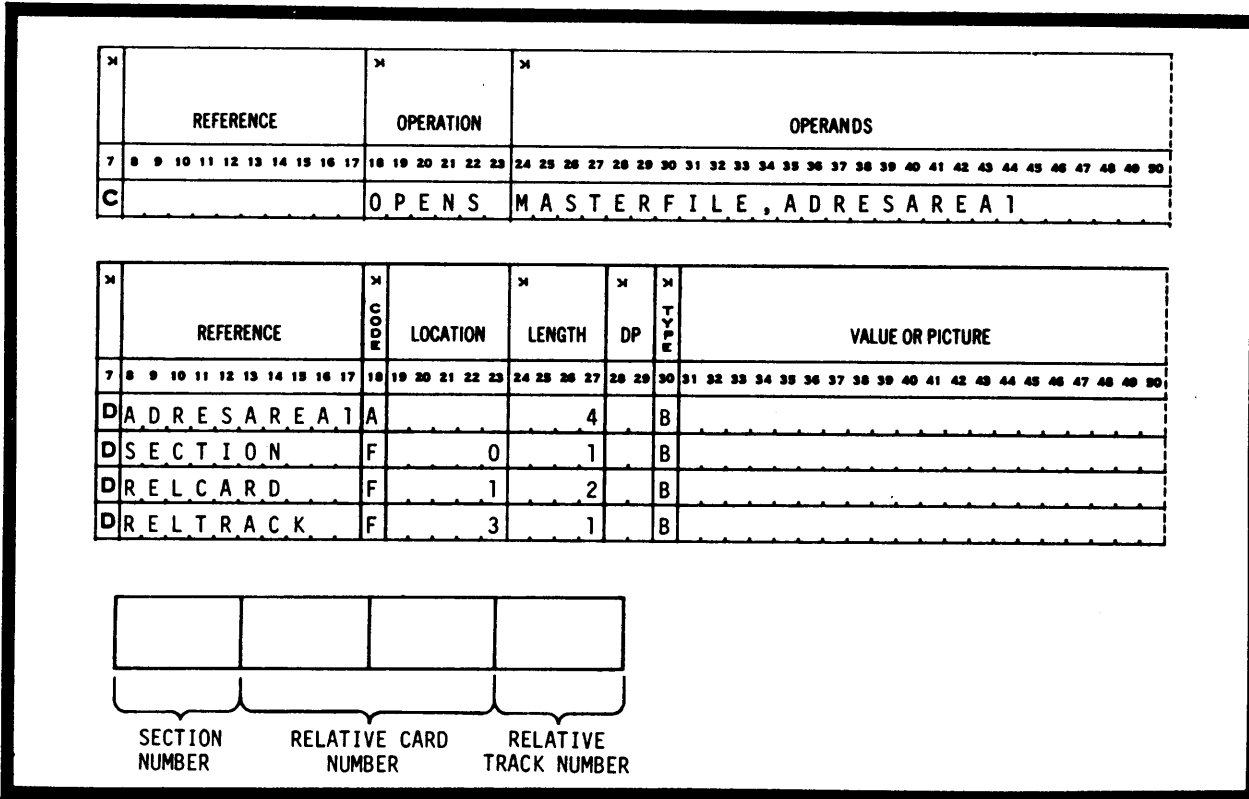 REFERENCE OPERATION OPERANDS
7 8 9 10 11 12 13 14 15 16 17 18 19 20 21 22 23 24 25 26 27 28 29 30 31 32 33 34 35 36 37 38 39 40 41 42 43 44 45 46 47 48 49 50
C OPENS MASTERFILE,ADRESAREA1
CODE TYPE
REFERENCE LOCATION LENGTH DP VALUE OR PICTURE
7 8 9 10 11 12 13 14 15 16 17 18 19 20 21 22 23 24 25 26 27 28 29 30 31 32 33 34 35 36 37 38 39 40 41 42 43 44 45 46 47 48 49 50
D ADRESAREA1 A 4 B
D SECTION F 0 1 B
D RELCARD F 1 2 B
D RELTRACK F 3 1 B
SECTION RELATIVE CARD RELATIVE
NUMBER NUMBER TRACK NUMBER